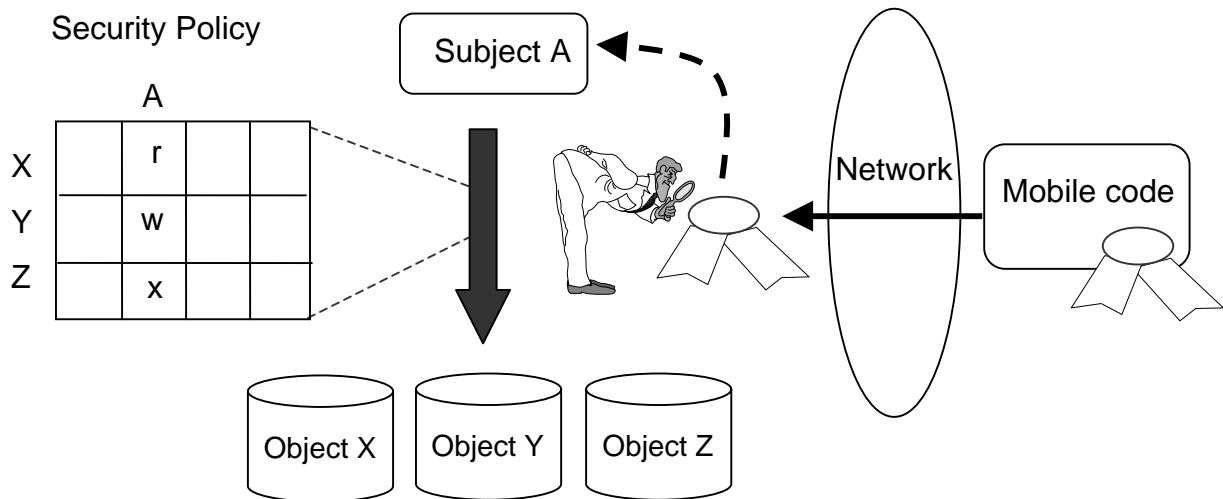 Security Policy
A
X r
Y w
Z x
Subject A
Network
Mobile code
Object X
Object Y
Object Z